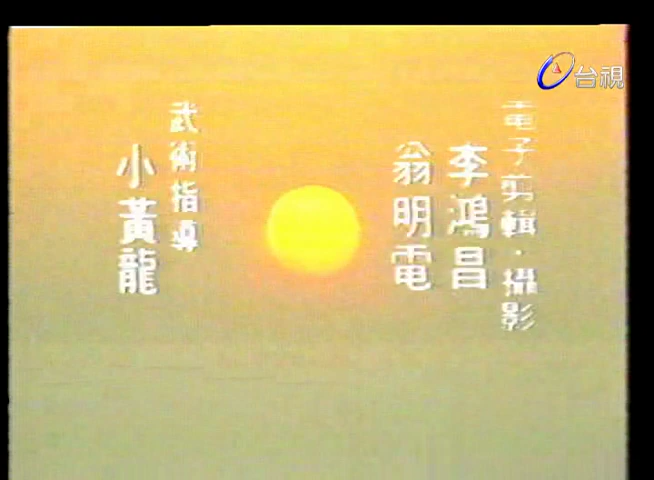 台視
電子剪輯·攝影
李鴻昌
翁明電
武術指導
小黃龍